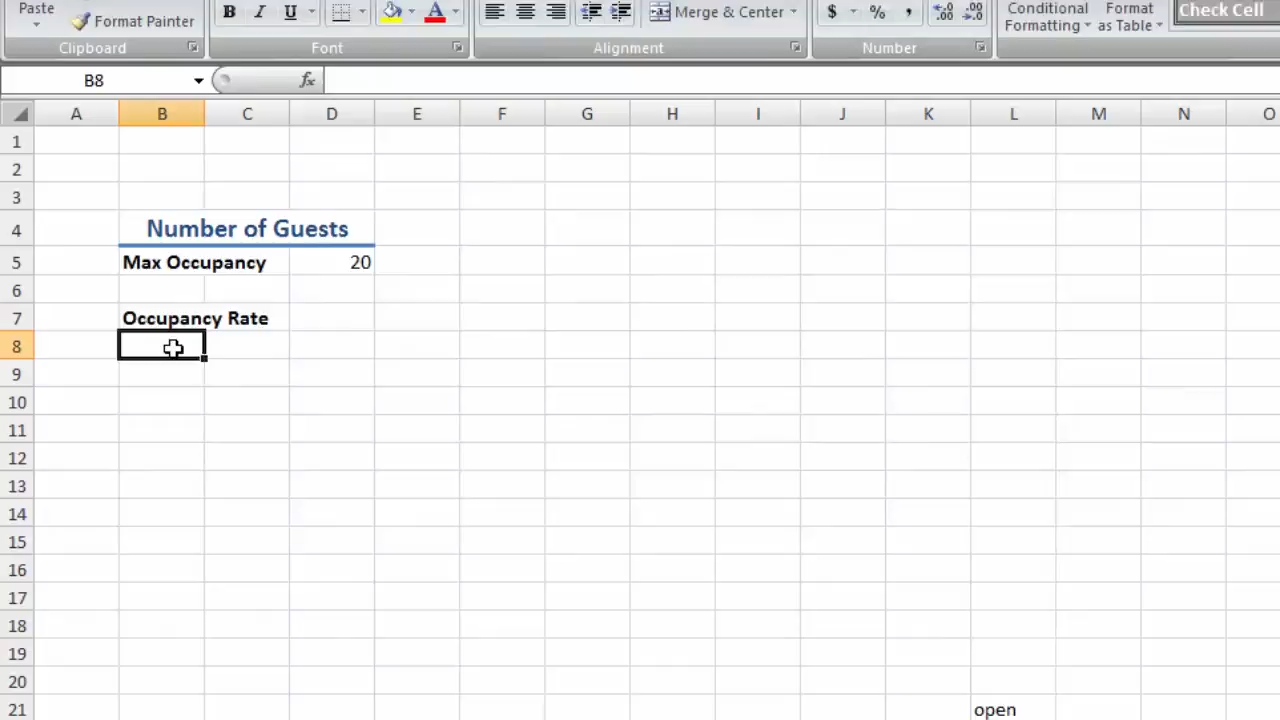 Paste
Format Painter
B I U
A
Merge & Center
$ % ,
Conditional Formatting
Format as Table
Check Cell
Clipboard Font Alignment Number
B8 fx
A B C D E F G H I J K L M N O
1
2
3
4 Number of Guests
5 Max Occupancy 20
6
7 Occupancy Rate
8
9
10
11
12
13
14
15
16
17
18
19
20
21 open